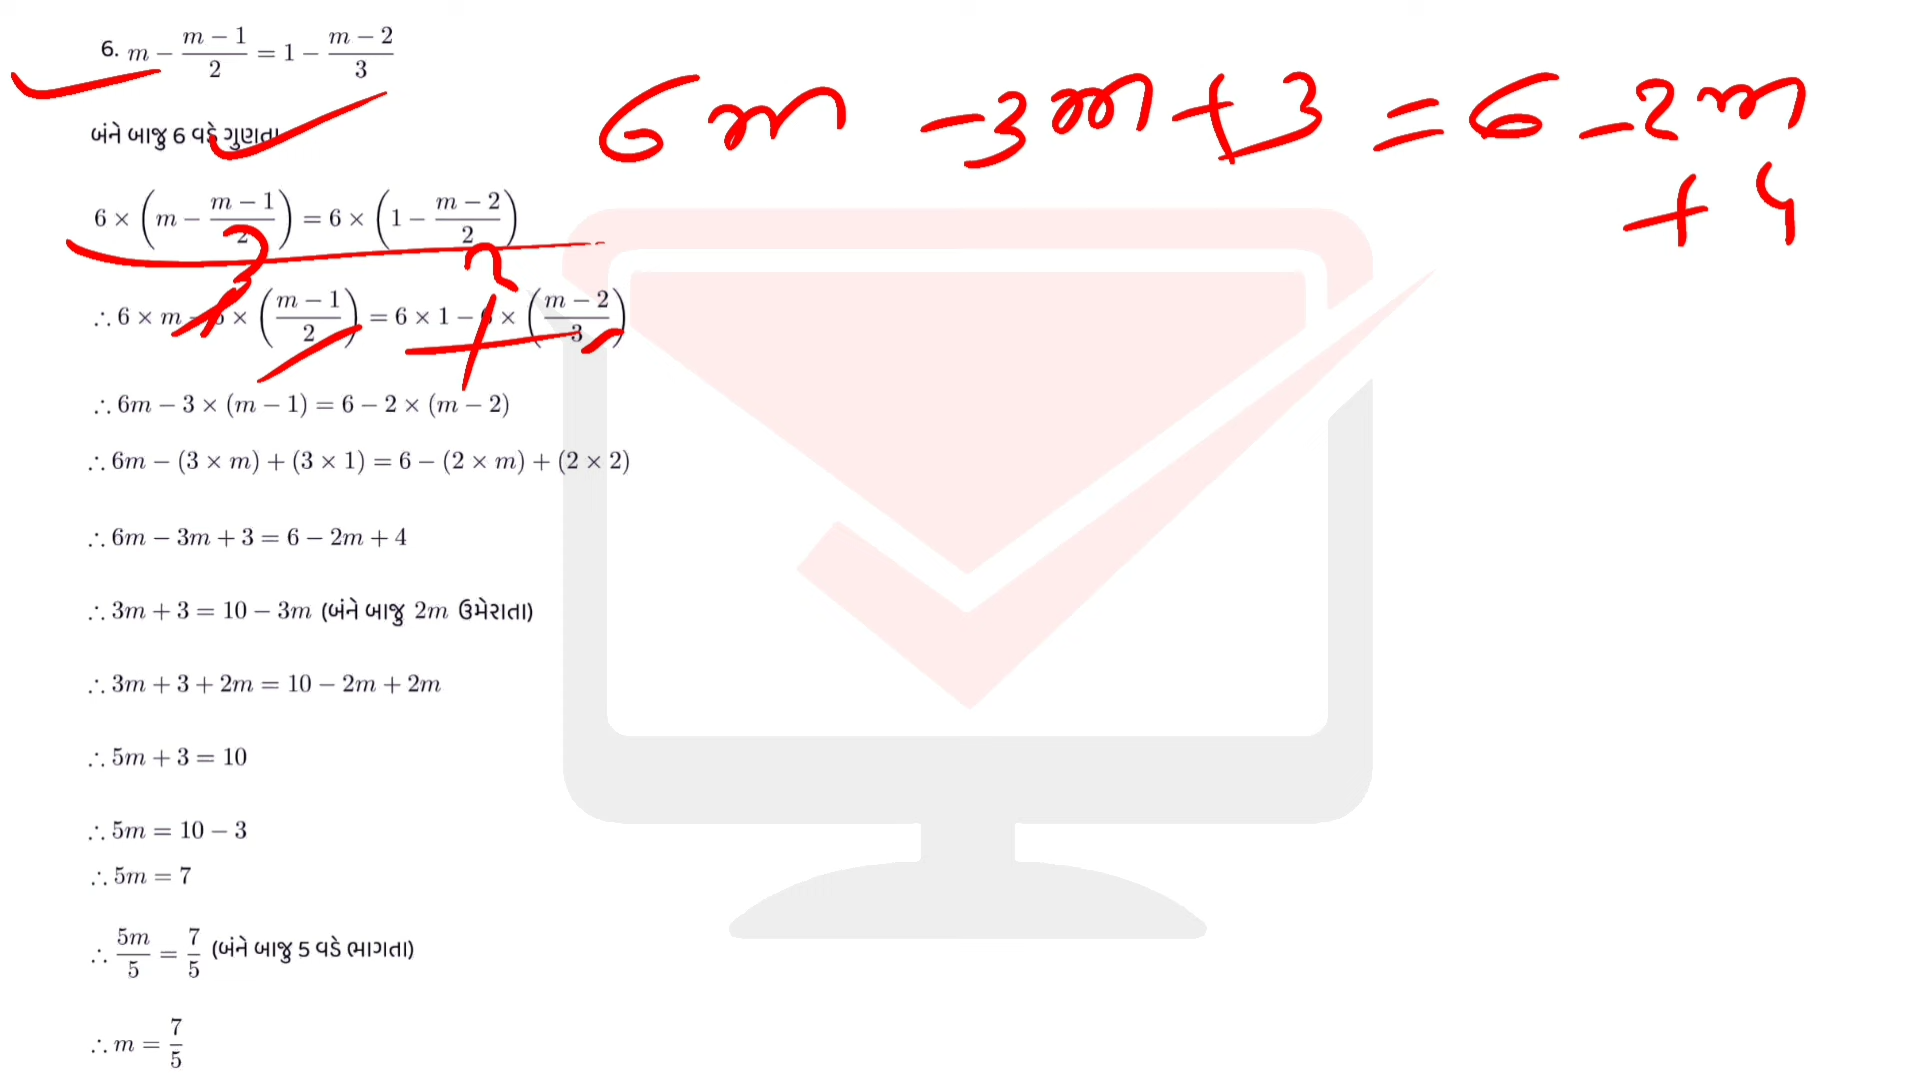 6. m − (m − 1)/2 = 1 − (m − 2)/3
બંને બાજુ 6 વડે ગુણતા
6 × (m − (m − 1)/2) = 6 × (1 − (m − 2)/2)
∴ 6 × m − 6 × ((m − 1)/2) = 6 × 1 − 6 × ((m − 2)/3)
3 2
∴ 6m − 3 × (m − 1) = 6 − 2 × (m − 2)
∴ 6m − (3 × m) + (3 × 1) = 6 − (2 × m) + (2 × 2)
∴ 6m − 3m + 3 = 6 − 2m + 4
∴ 3m + 3 = 10 − 3m (બંને બાજુ 2m ઉમેરાતા)
∴ 3m + 3 + 2m = 10 − 2m + 2m
∴ 5m + 3 = 10
∴ 5m = 10 − 3
∴ 5m = 7
∴ 5m/5 = 7/5 (બંને બાજુ 5 વડે ભાગતા)
∴ m = 7/5
6m − 3m + 3 = 6 − 2m
+ 4